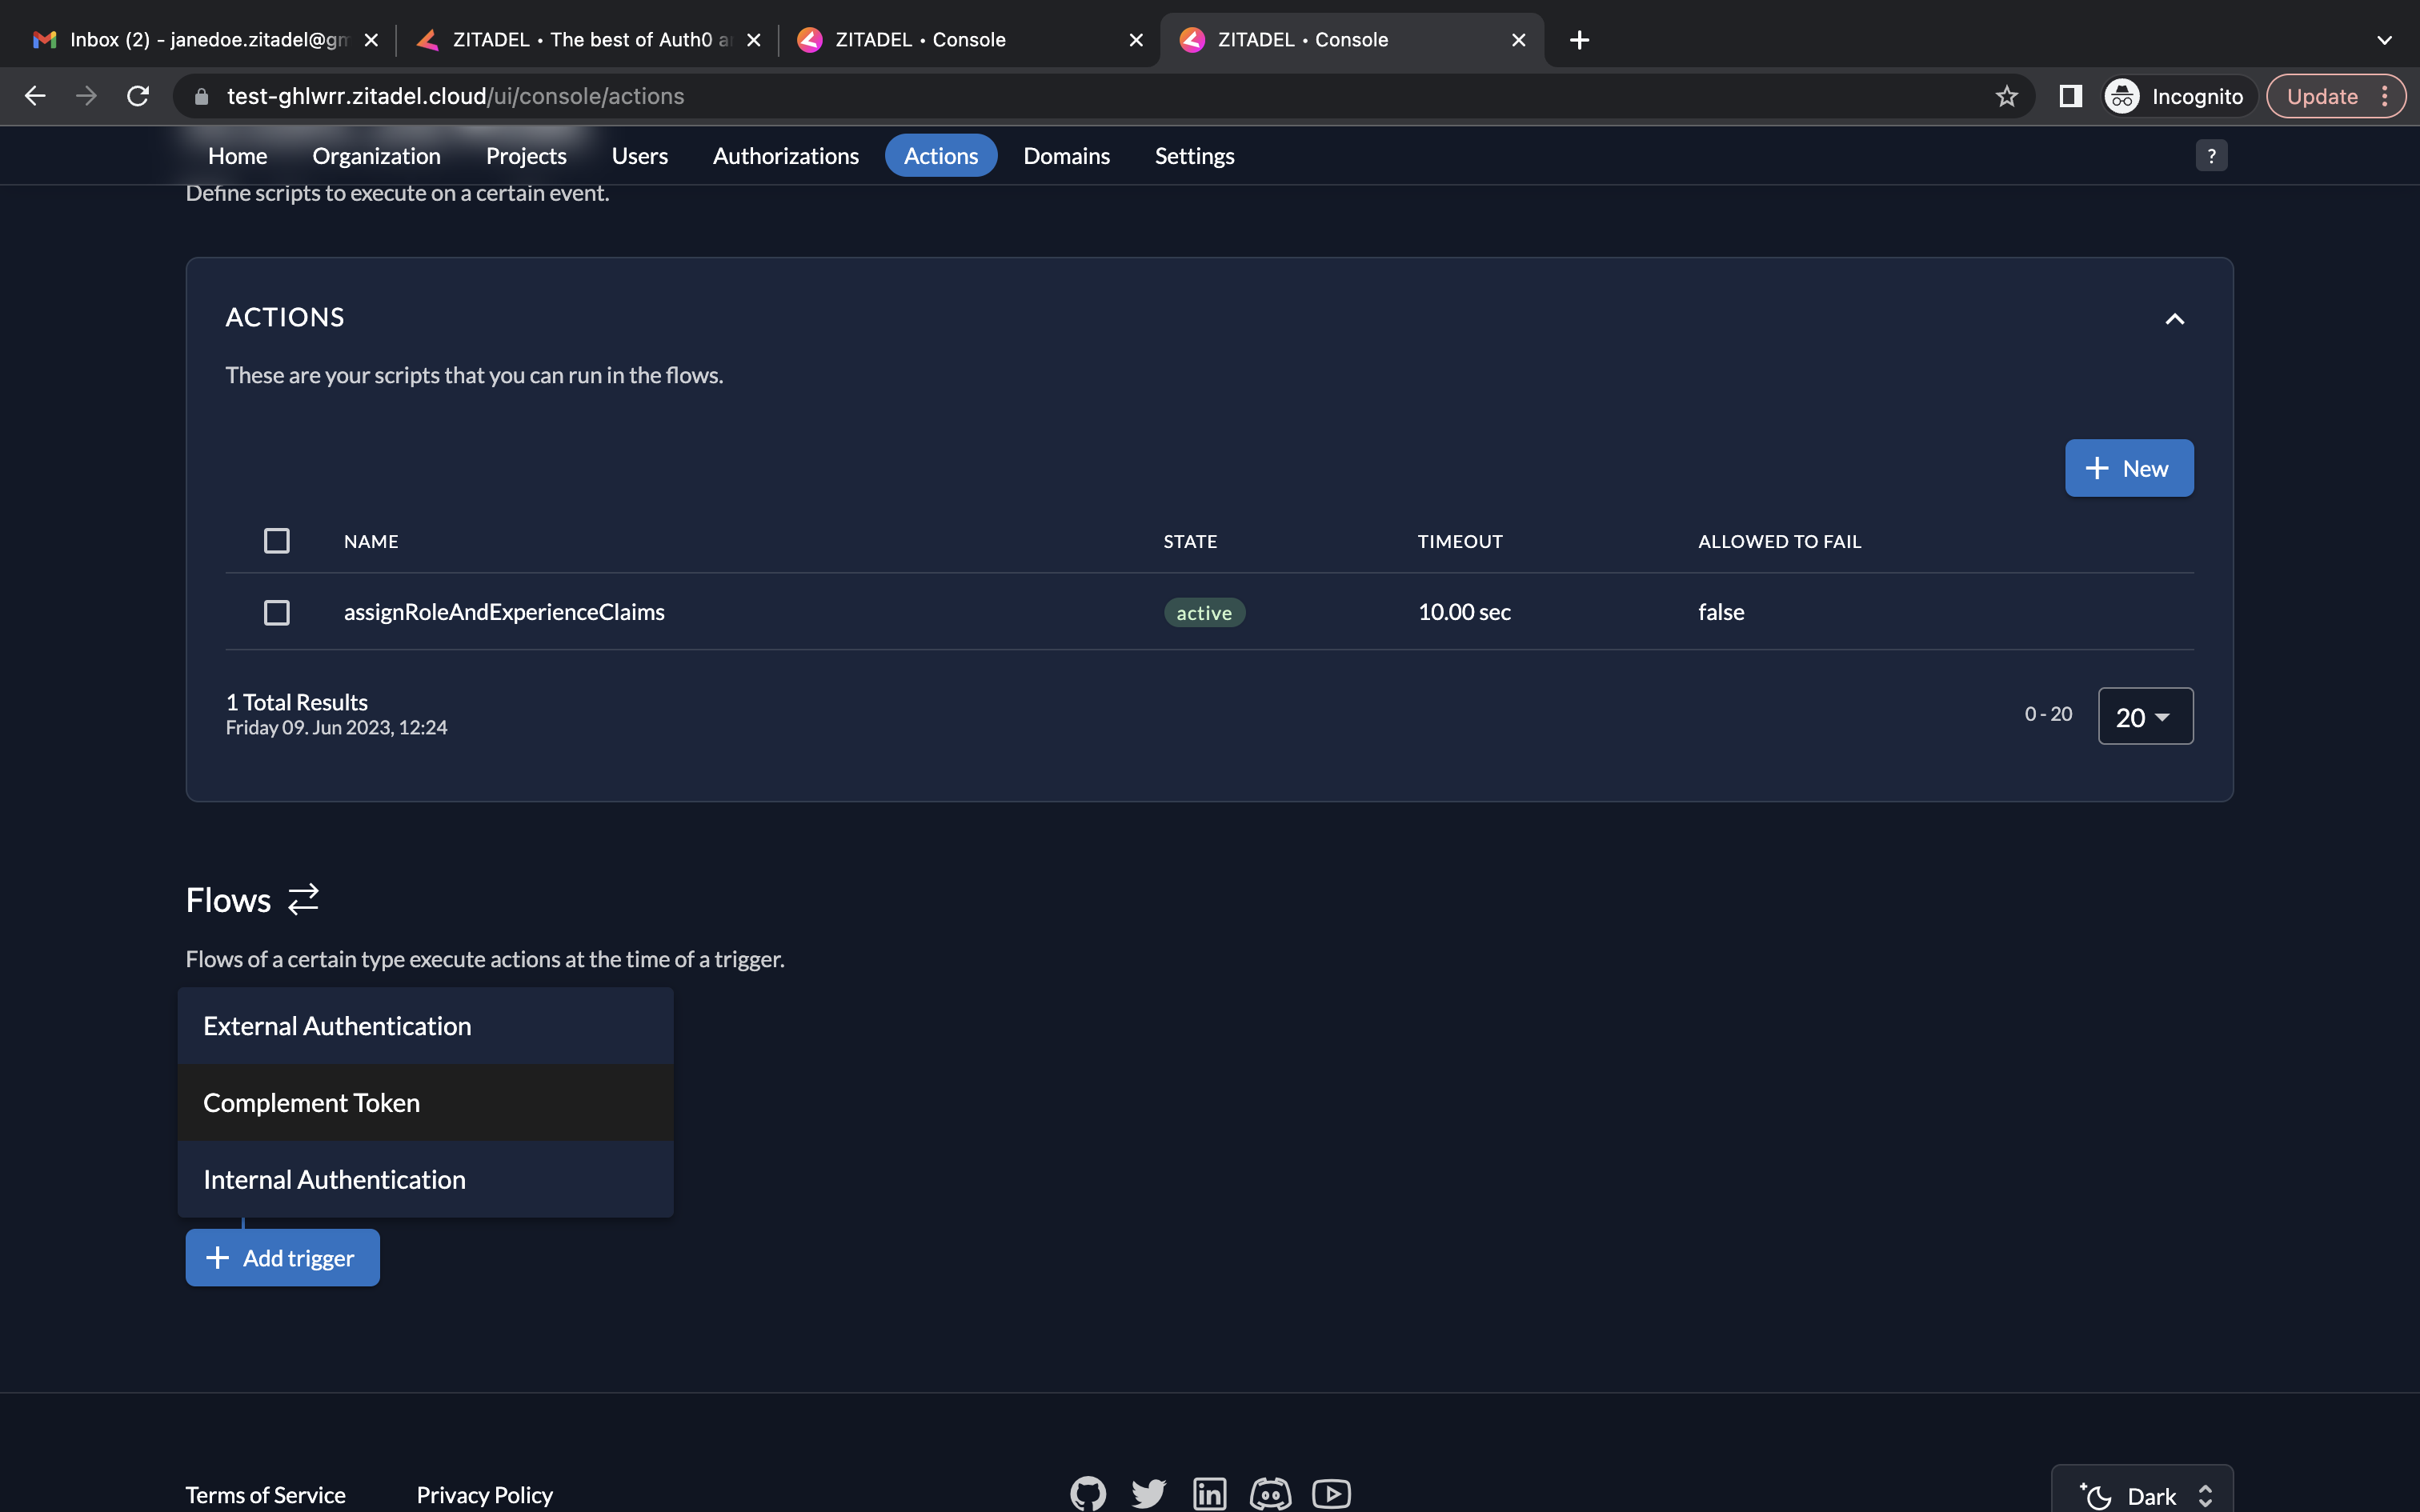 Inbox (2) - janedoe.zitadel@gm
ZITADEL • The best of Auth0 a
ZITADEL • Console
ZITADEL • Console
test-ghlwrr.zitadel.cloud/ui/console/actions
Incognito
Update
Home
Organization
Projects
Users
Authorizations
Actions
Domains
Settings
?
Define scripts to execute on a certain event.
ACTIONS
These are your scripts that you can run in the flows.
New
NAME STATE TIMEOUT ALLOWED TO FAIL
assignRoleAndExperienceClaims active 10.00 sec false
1 Total Results
Friday 09. Jun 2023, 12:24
0 - 20
20
Flows
Flows of a certain type execute actions at the time of a trigger.
External Authentication
Complement Token
Internal Authentication
Add trigger
Terms of Service
Privacy Policy
Dark